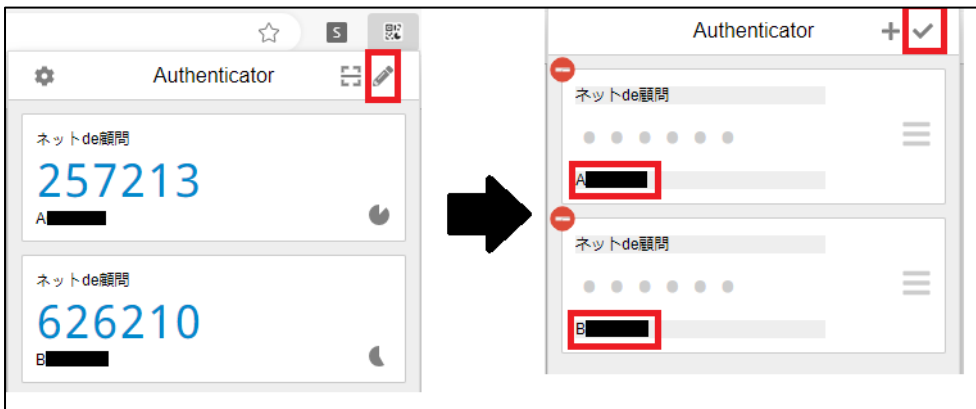 S
Authenticator
ネットde顧問
257213
A
ネットde顧問
626210
B
Authenticator
ネットde顧問
A
ネットde顧問
B